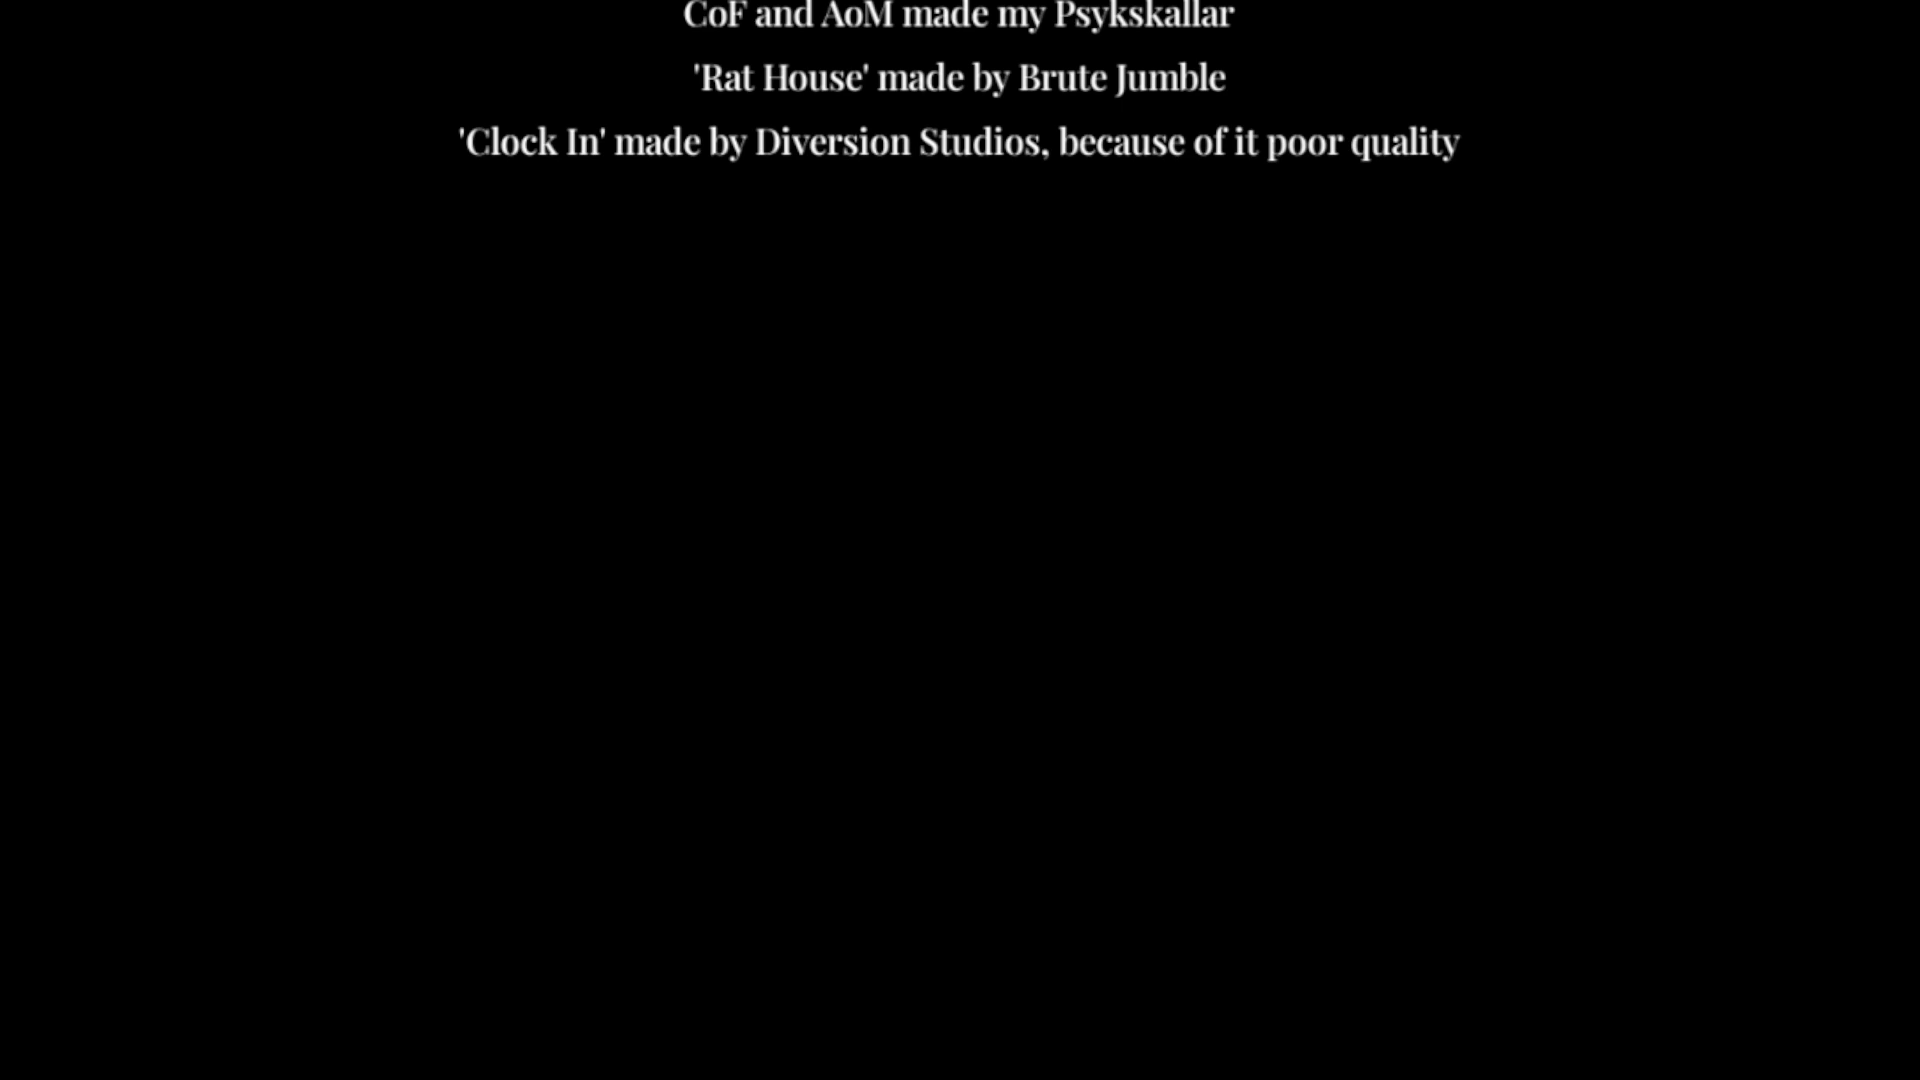 CoF and AoM made my Psykskallar
'Rat House' made by Brute Jumble
'Clock In' made by Diversion Studios, because of it poor quality